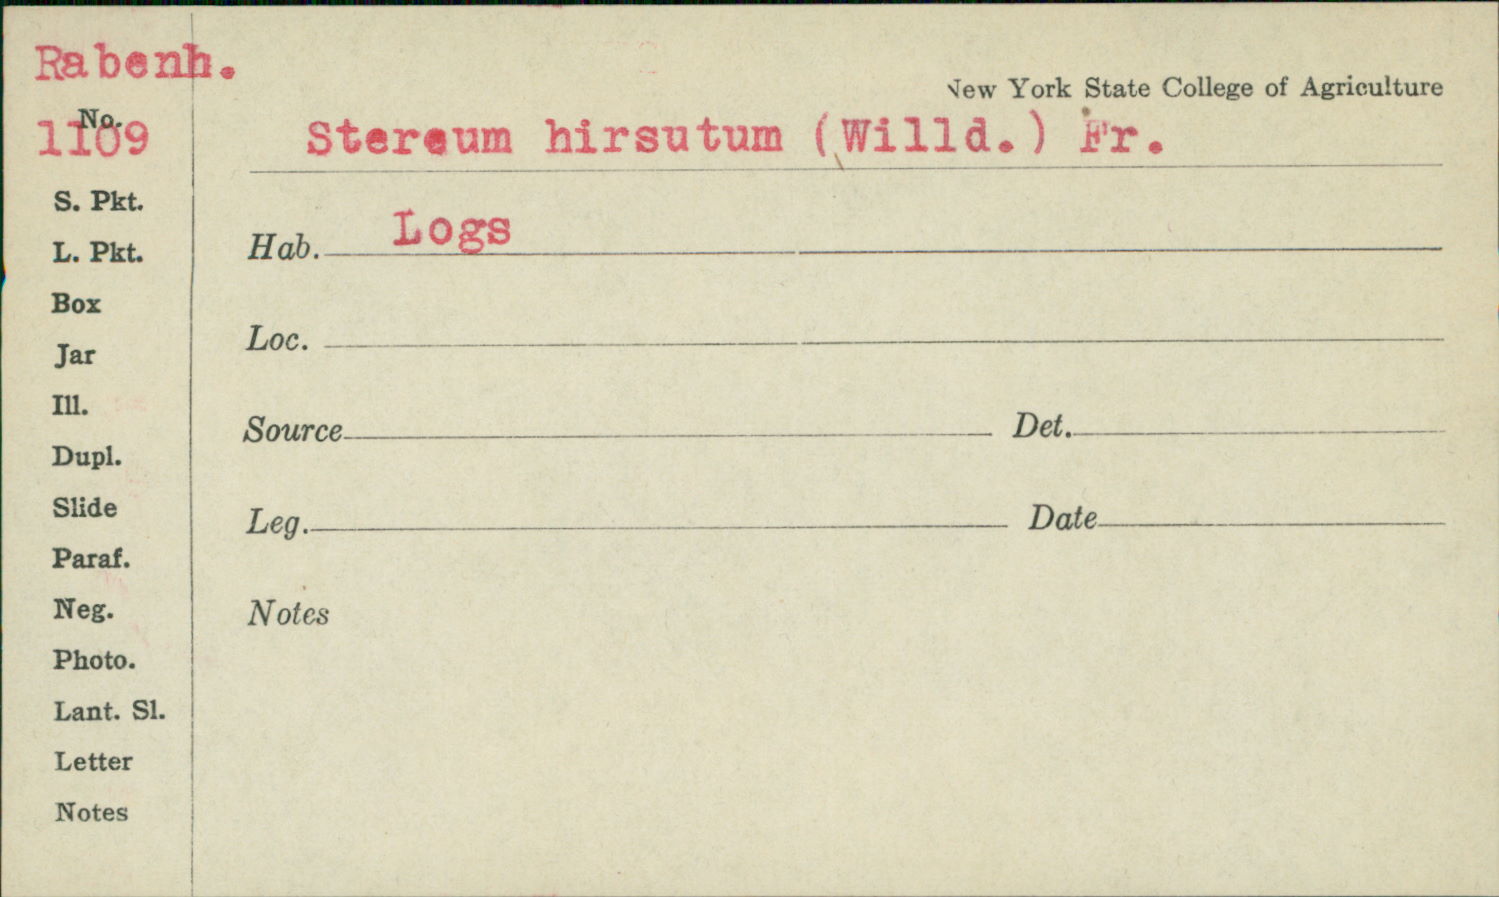 Rabenh.
New York State College of Agriculture
No.
1109
Stereum hirsutum (Willd.) Fr.
S. Pkt.
Hab. Logs
L. Pkt.
Box
Loc.
Jar
Ill.
Source Det.
Dupl.
Slide
Leg. Date
Paraf.
Neg.
Notes
Photo.
Lant. Sl.
Letter
Notes